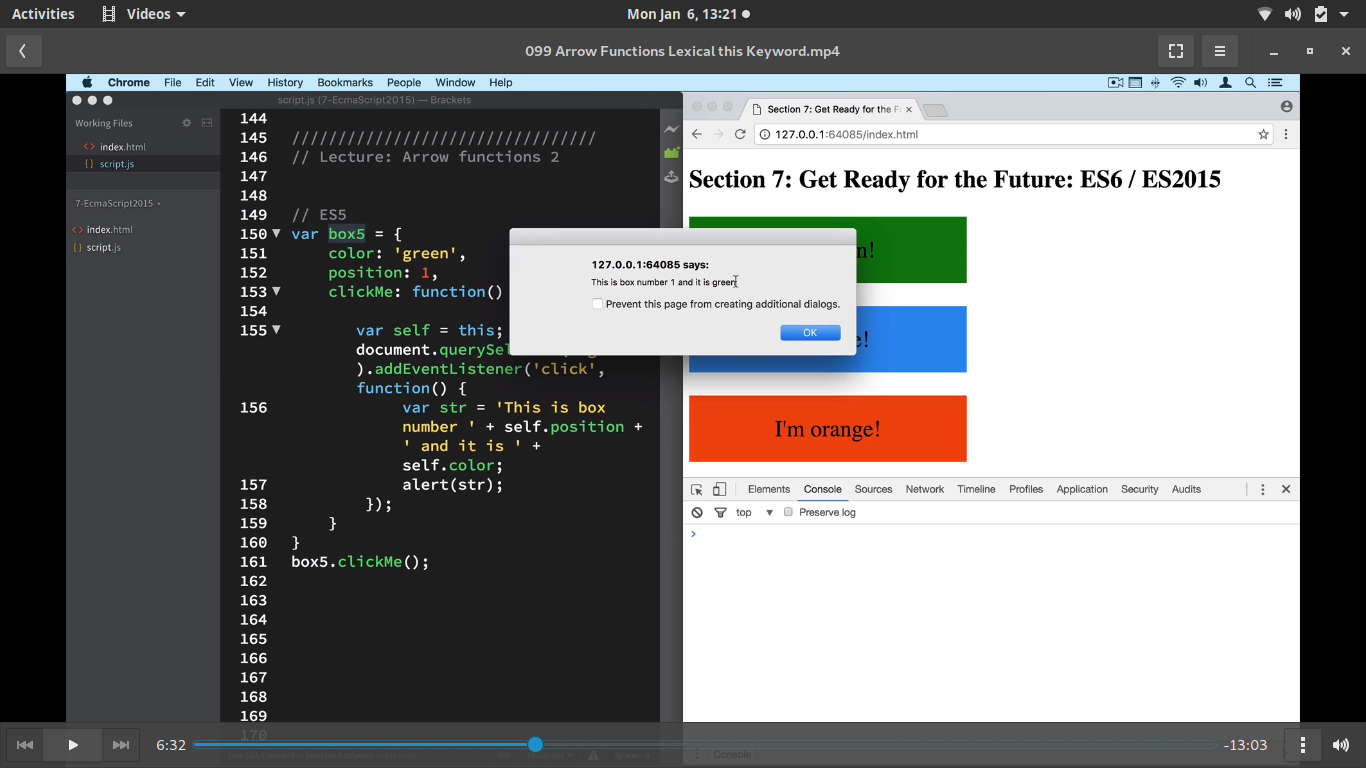 Activities Videos Mon Jan 6, 13:21
099 Arrow Functions Lexical this Keyword.mp4
Chrome File Edit View History Bookmarks People Window Help
script.js (7-EcmaScript2015) — Brackets
Working Files
<> index.html
{} script.js
7-EcmaScript2015
<> index.html
{} script.js
144
145 /////////////////////////////////
146 // Lecture: Arrow functions 2
147
148
149 // ES5
150 var box5 = {
151 color: 'green',
152 position: 1,
153 clickMe: function()
154
155 var self = this;
document.querySel
).addEventListener('click',
function() {
156 var str = 'This is box
number ' + self.position +
' and it is ' +
self.color;
157 alert(str);
158 });
159 }
160 }
161 box5.clickMe();
162
163
164
165
166
167
168
169
170
Section 7: Get Ready for the F
127.0.0.1:64085/index.html
Section 7: Get Ready for the Future: ES6 / ES2015
n!
127.0.0.1:64085 says:
This is box number 1 and it is green
Prevent this page from creating additional dialogs.
OK
e!
I'm orange!
Elements Console Sources Network Timeline Profiles Application Security Audits
top Preserve log
>
Console
6:32 -13:03